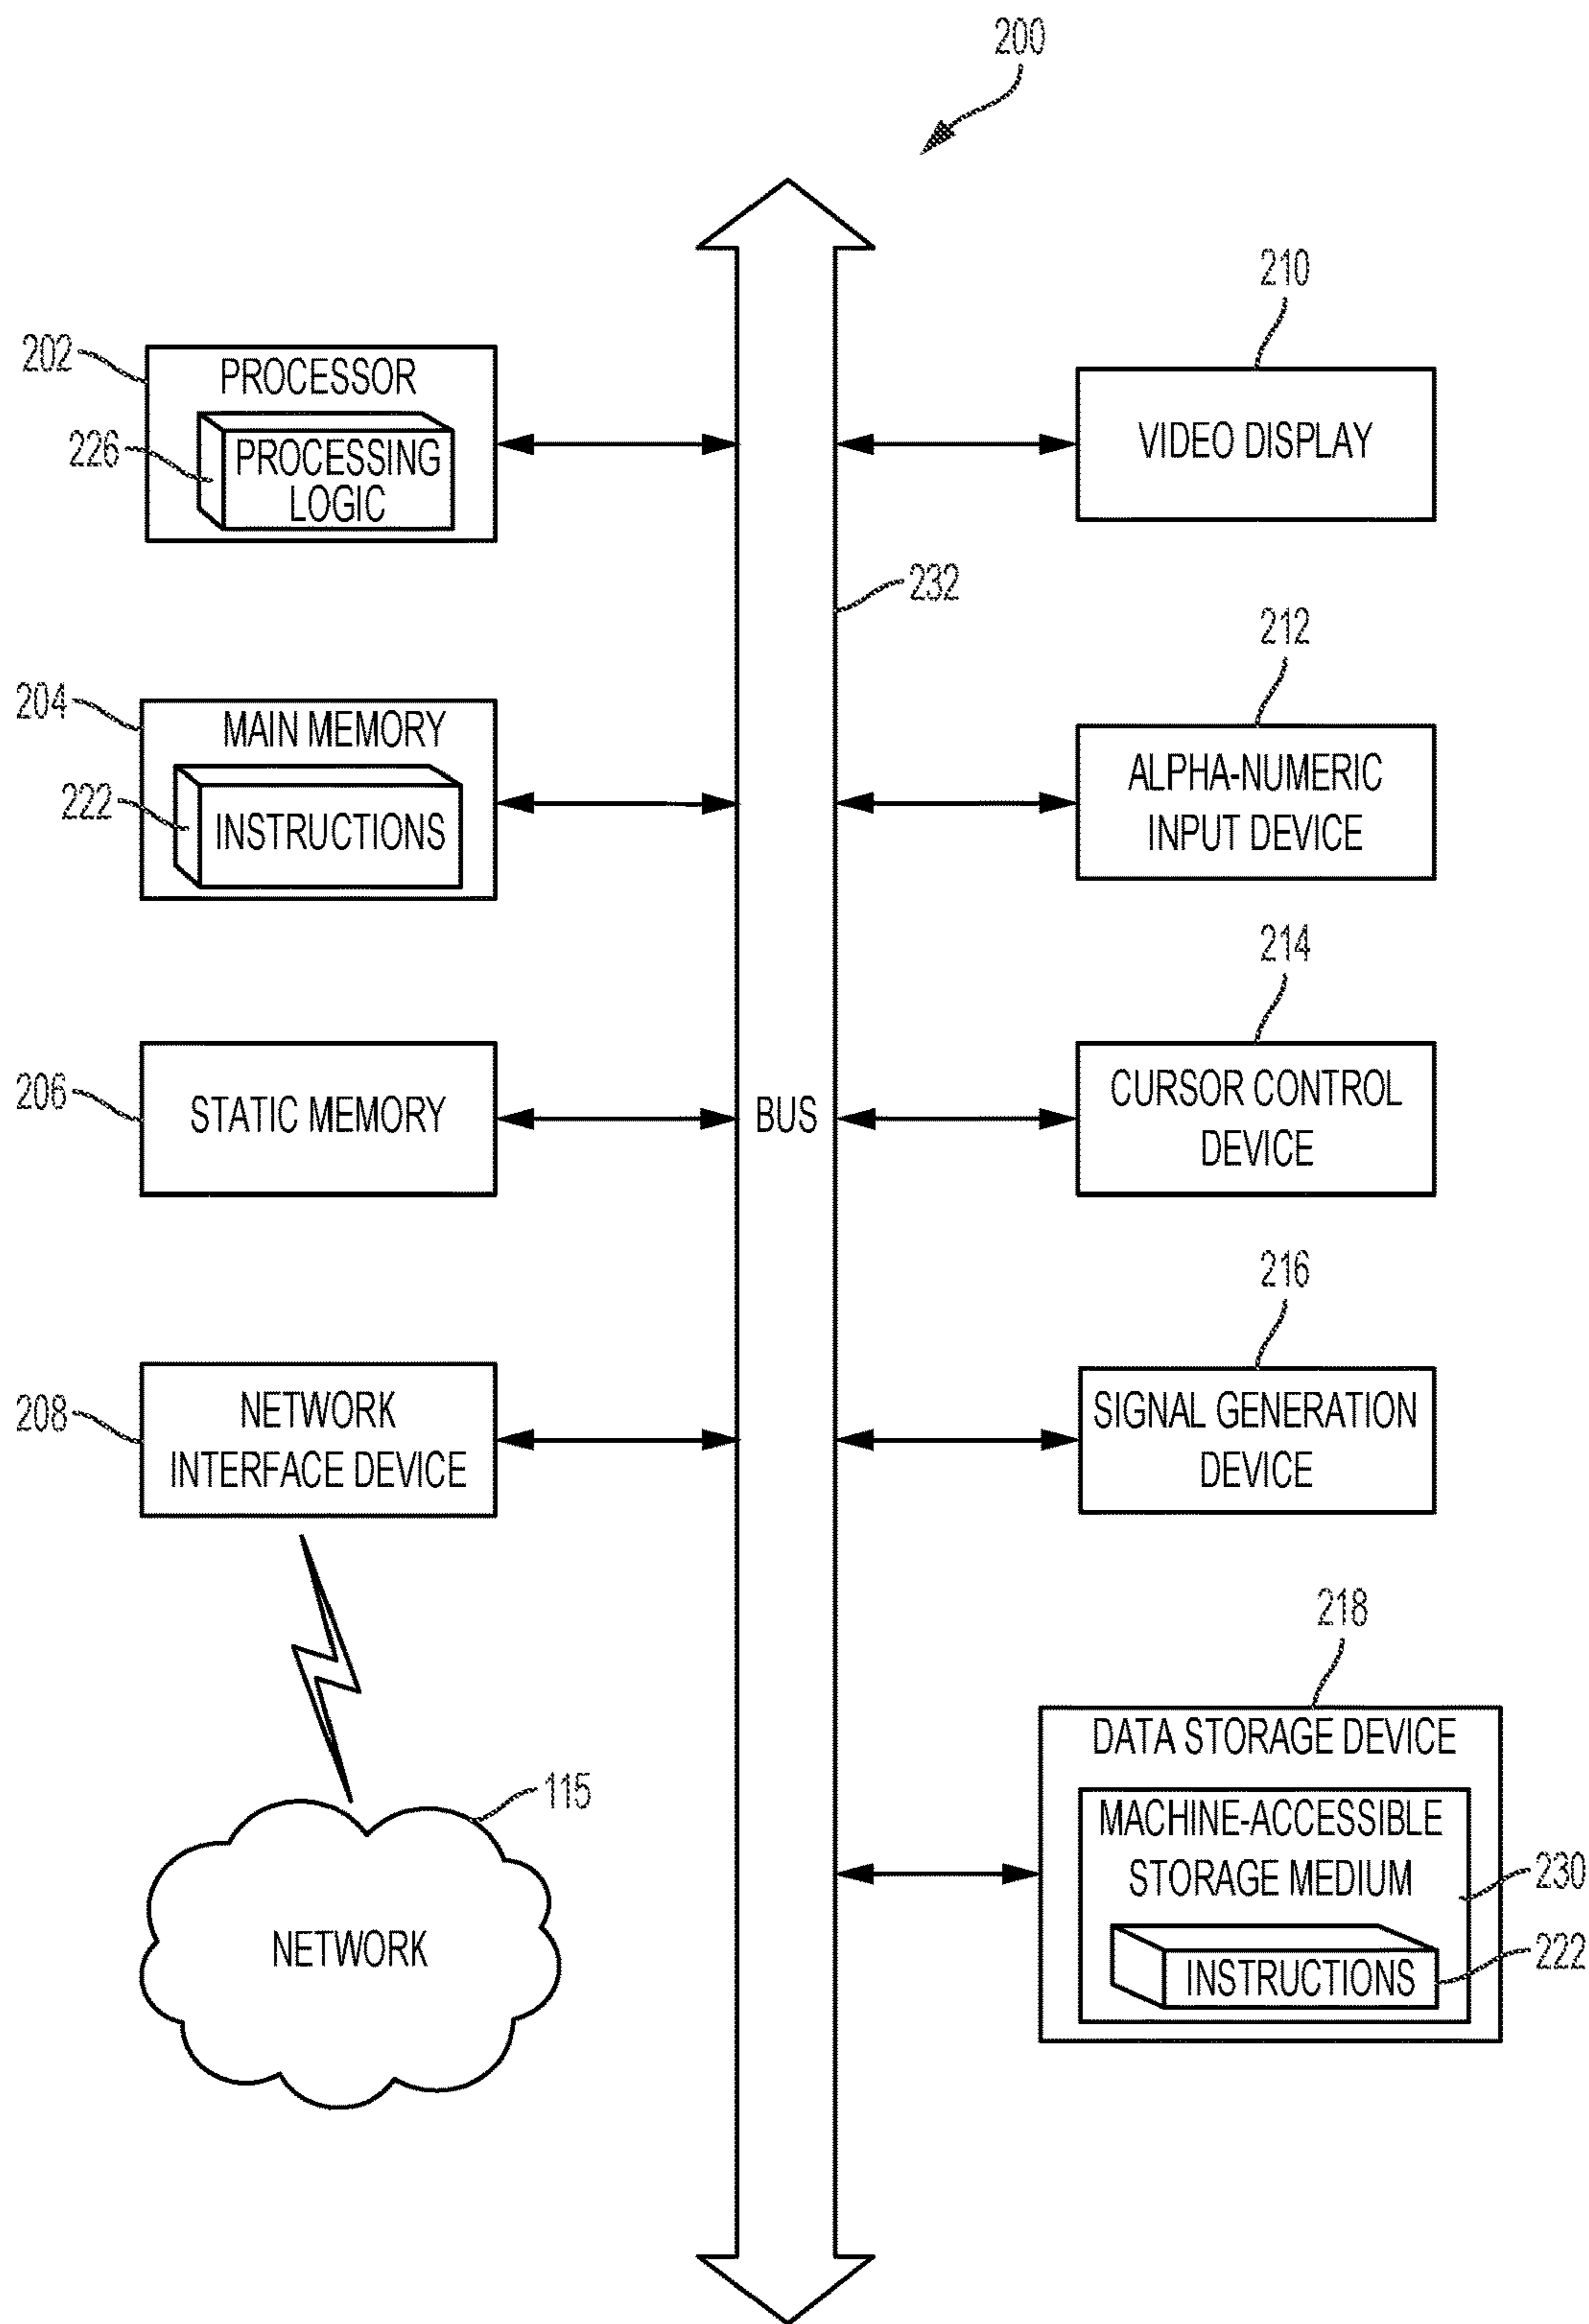 200
210
202
PROCESSOR
226
PROCESSING
LOGIC
VIDEO DISPLAY
232
212
204
MAIN MEMORY
222
INSTRUCTIONS
ALPHA-NUMERIC
INPUT DEVICE
214
206
STATIC MEMORY
BUS
CURSOR CONTROL
DEVICE
216
208
NETWORK
INTERFACE DEVICE
SIGNAL GENERATION
DEVICE
218
DATA STORAGE DEVICE
115
MACHINE-ACCESSIBLE
STORAGE MEDIUM
230
NETWORK
INSTRUCTIONS
222